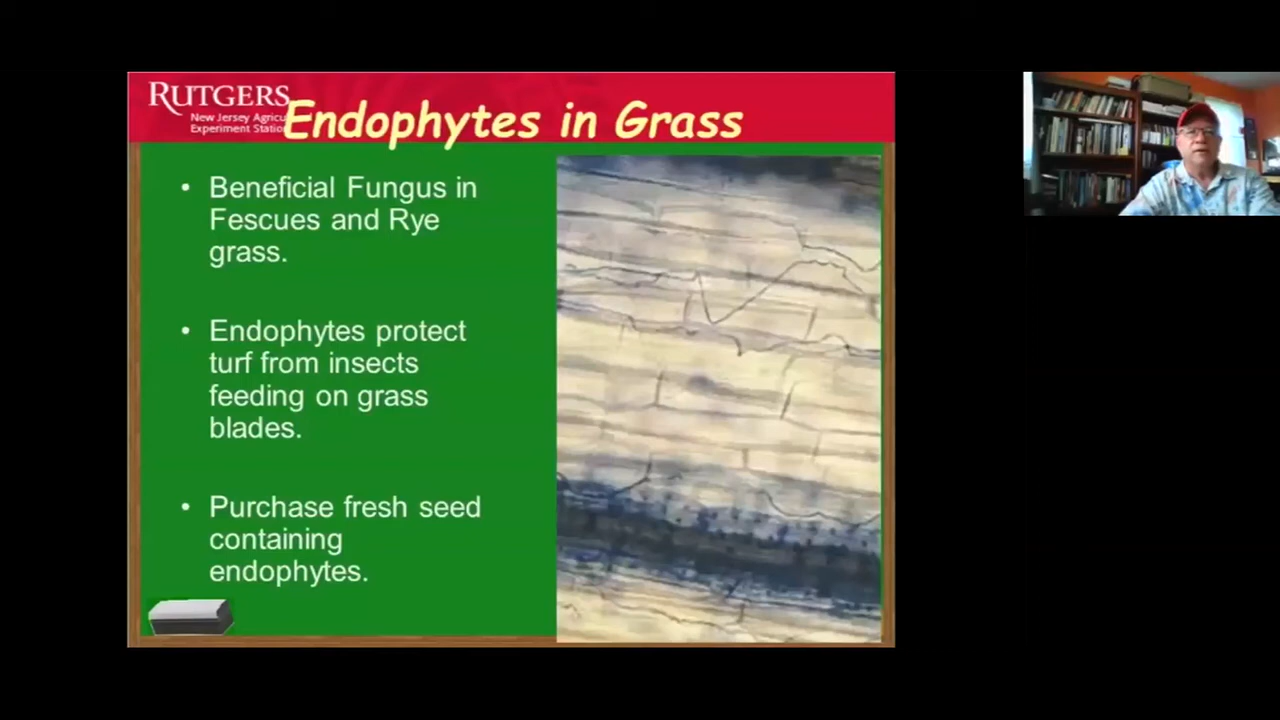 RUTGERS
New Jersey Agricu
Experiment Station
Endophytes in Grass
• Beneficial Fungus in
Fescues and Rye
grass.
• Endophytes protect
turf from insects
feeding on grass
blades.
• Purchase fresh seed
containing
endophytes.